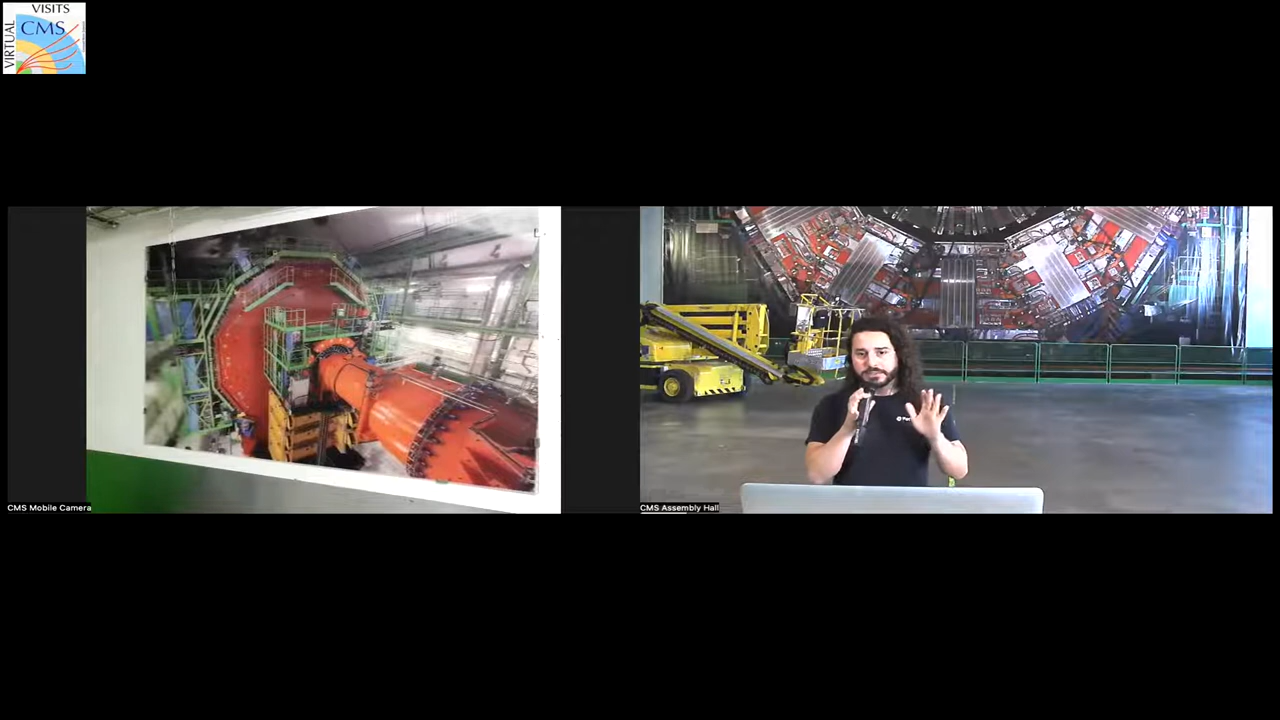 VISITS
CMS
VIRTUAL
CMS Mobile Camera
CMS Assembly Hall